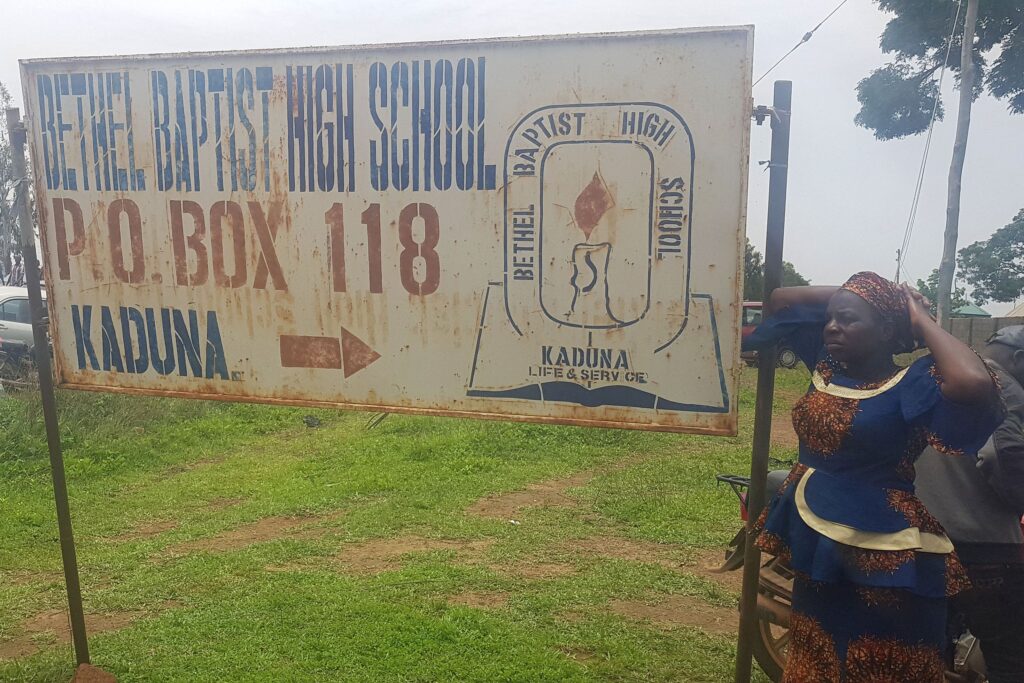 BETHEL BAPTIST HIGH SCHOOL
P.O. BOX 118
KADUNA
BETHEL BAPTIST HIGH SCHOOL
KADUNA
LIFE & SERVICE